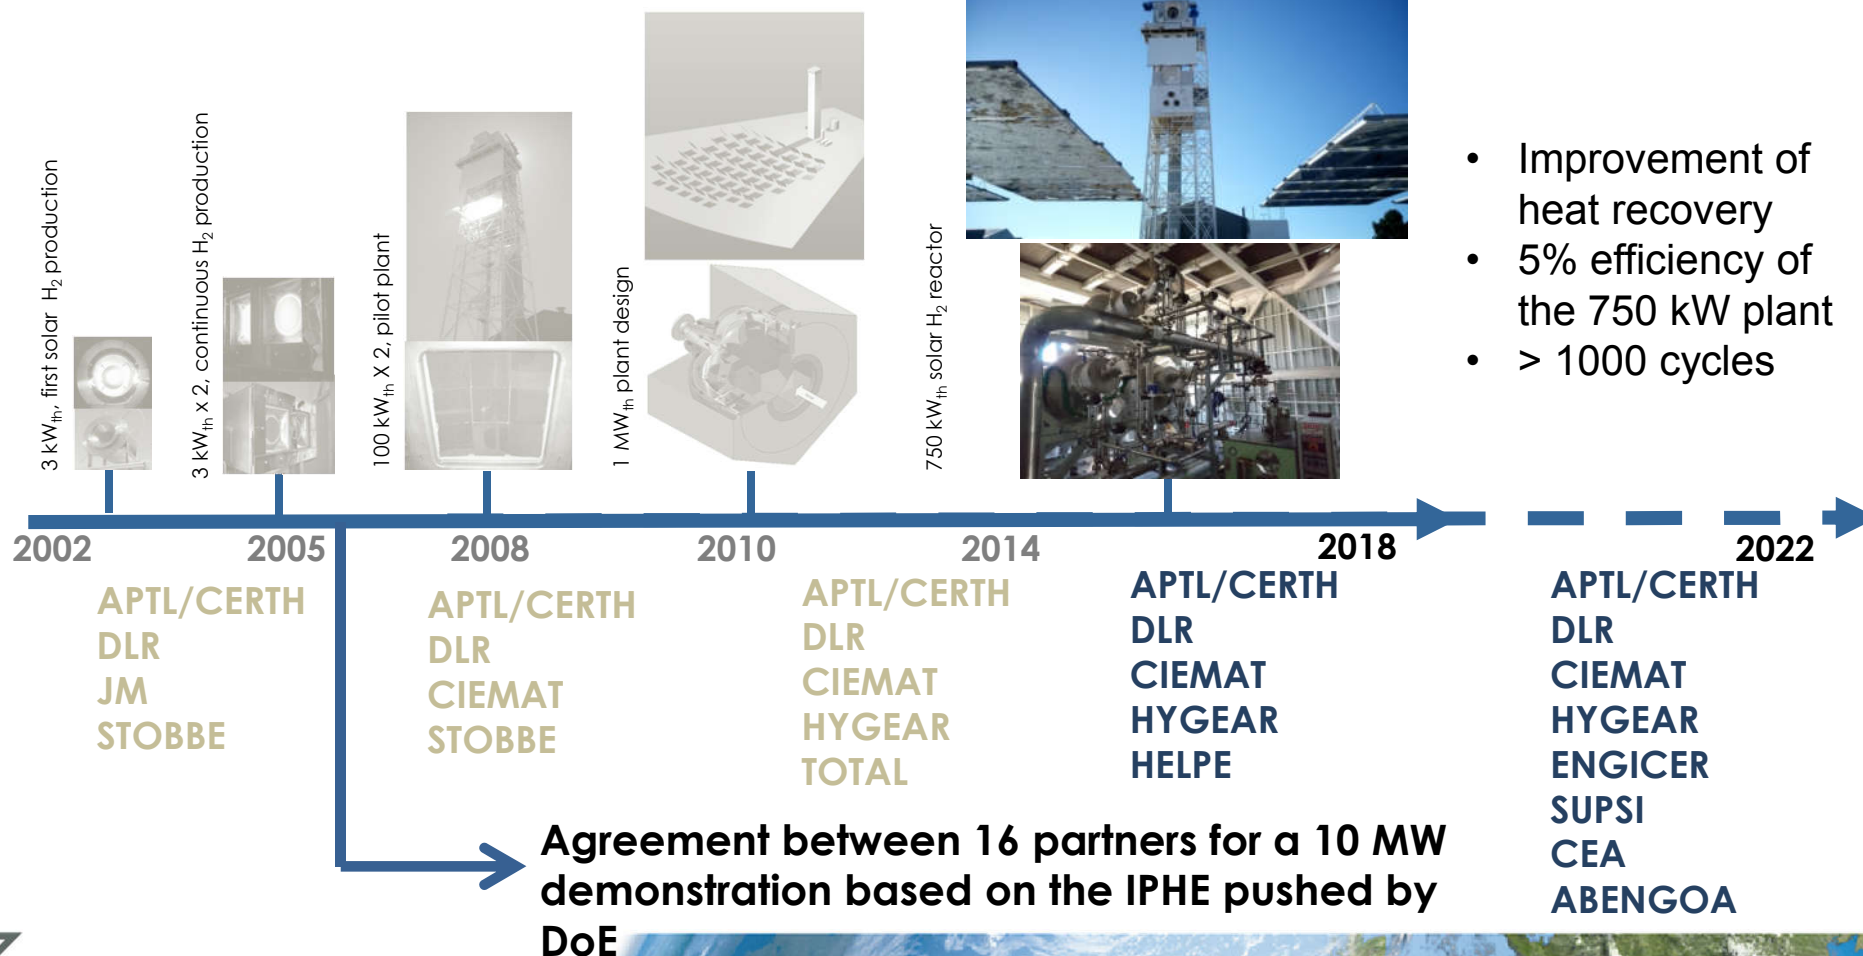 3 kWth, first solar H2 production
3 kWth x 2, continuous H2 production
100 kWth X 2, pilot plant
1 MWth plant design
750 kWth solar H2 reactor
• Improvement of
heat recovery
• 5% efficiency of
the 750 kW plant
• > 1000 cycles
2002
2005
2008
2010
2014
2018
2022
APTL/CERTH
DLR
JM
STOBBE
APTL/CERTH
DLR
CIEMAT
STOBBE
APTL/CERTH
DLR
CIEMAT
HYGEAR
TOTAL
APTL/CERTH
DLR
CIEMAT
HYGEAR
HELPE
APTL/CERTH
DLR
CIEMAT
HYGEAR
ENGICER
SUPSI
CEA
ABENGOA
Agreement between 16 partners for a 10 MW
demonstration based on the IPHE pushed by
DoE